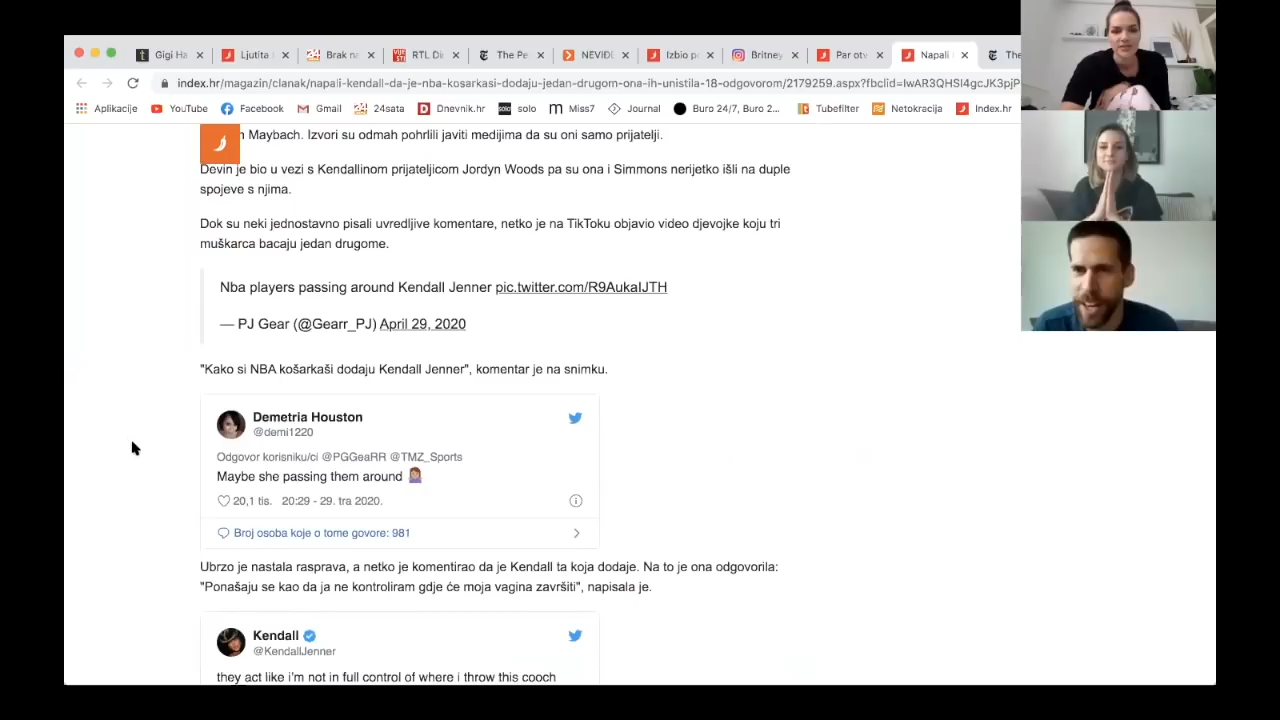 Gigi Ha
Ljutita i
Brak na
RTL Di
The Pe
NEVIĐE
Izbio p
Britney
Par otv
Napali
The
index.hr/magazin/clanak/napali-kendall-da-je-nba-kosarkasi-dodaju-jedan-drugom-ona-ih-unistila-18-odgovorom/2179259.aspx?fbclid=IwAR3QHSl4gcJK3pjP
Aplikacije
YouTube
Facebook
Gmail
24sata
Dnevnik.hr
solo
Miss7
Journal
Buro 24/7, Buro 2...
Tubefilter
Netokracija
Index.hr
Maybach. Izvori su odmah pohrlili javiti medijima da su oni samo prijatelji.
Devin je bio u vezi s Kendallinom prijateljicom Jordyn Woods pa su ona i Simmons nerijetko išli na duple
spojeve s njima.
Dok su neki jednostavno pisali uvredljive komentare, netko je na TikToku objavio video djevojke koju tri
muškarca bacaju jedan drugome.
Nba players passing around Kendall Jenner pic.twitter.com/R9AukaIJTH
— PJ Gear (@Gearr_PJ) April 29, 2020
"Kako si NBA košarkaši dodaju Kendall Jenner", komentar je na snimku.
Demetria Houston
@demi1220
Odgovor korisniku/ci @PGGeaRR @TMZ_Sports
Maybe she passing them around 🤷🏽‍♀️
20,1 tis. 20:29 - 29. tra 2020.
Broj osoba koje o tome govore: 981
Ubrzo je nastala rasprava, a netko je komentirao da je Kendall ta koja dodaje. Na to je ona odgovorila:
"Ponašaju se kao da ja ne kontroliram gdje će moja vagina završiti", napisala je.
Kendall
@KendallJenner
they act like i'm not in full control of where i throw this cooch